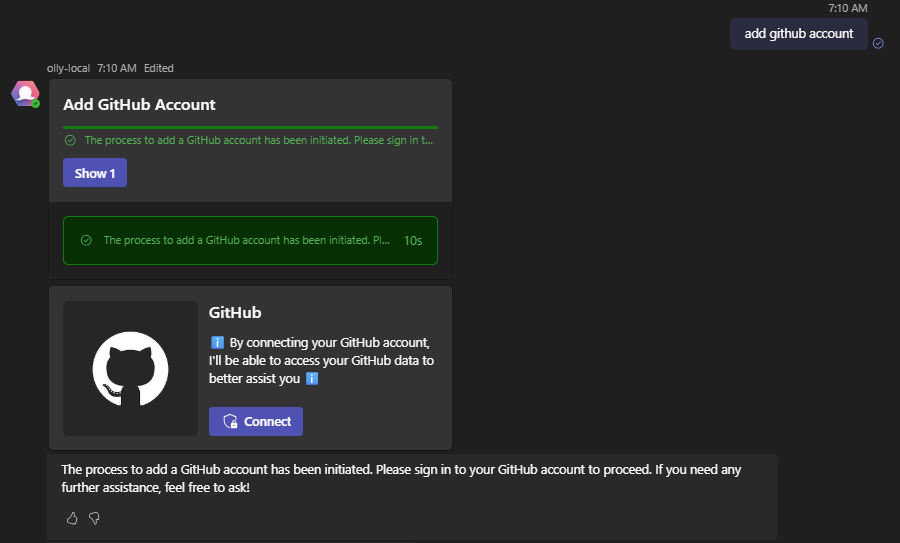 7:10 AM
add github account
olly-local 7:10 AM Edited
Add GitHub Account
The process to add a GitHub account has been initiated. Please sign in t...
Show 1
The process to add a GitHub account has been initiated. Pl... 10s
GitHub
ℹ️ By connecting your GitHub account,
I'll be able to access your GitHub data to
better assist you ℹ️
Connect
The process to add a GitHub account has been initiated. Please sign in to your GitHub account to proceed. If you need any
further assistance, feel free to ask!